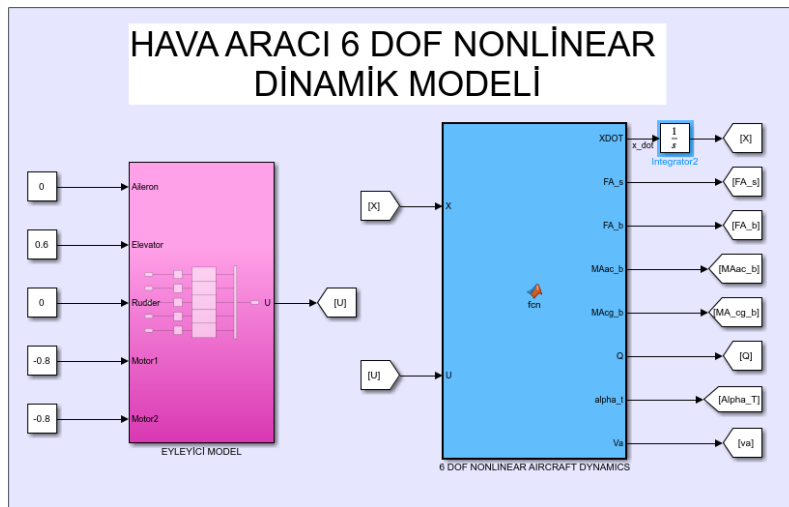 HAVA ARACI 6 DOF NONLİNEAR
DİNAMİK MODELİ
0
Aileron
0.6
Elevator
0
Rudder
U
[U]
-0.8
Motor1
-0.8
Motor2
EYLEYİCİ MODEL
[X]
X
[U]
U
fcn
XDOT
x_dot
1
s
Integrator2
[X]
FA_s
[FA_s]
FA_b
[FA_b]
MAac_b
[MAac_b]
MAcg_b
[MA_cg_b]
Q
[Q]
alpha_t
[Alpha_T]
Va
[va]
6 DOF NONLINEAR AIRCRAFT DYNAMICS